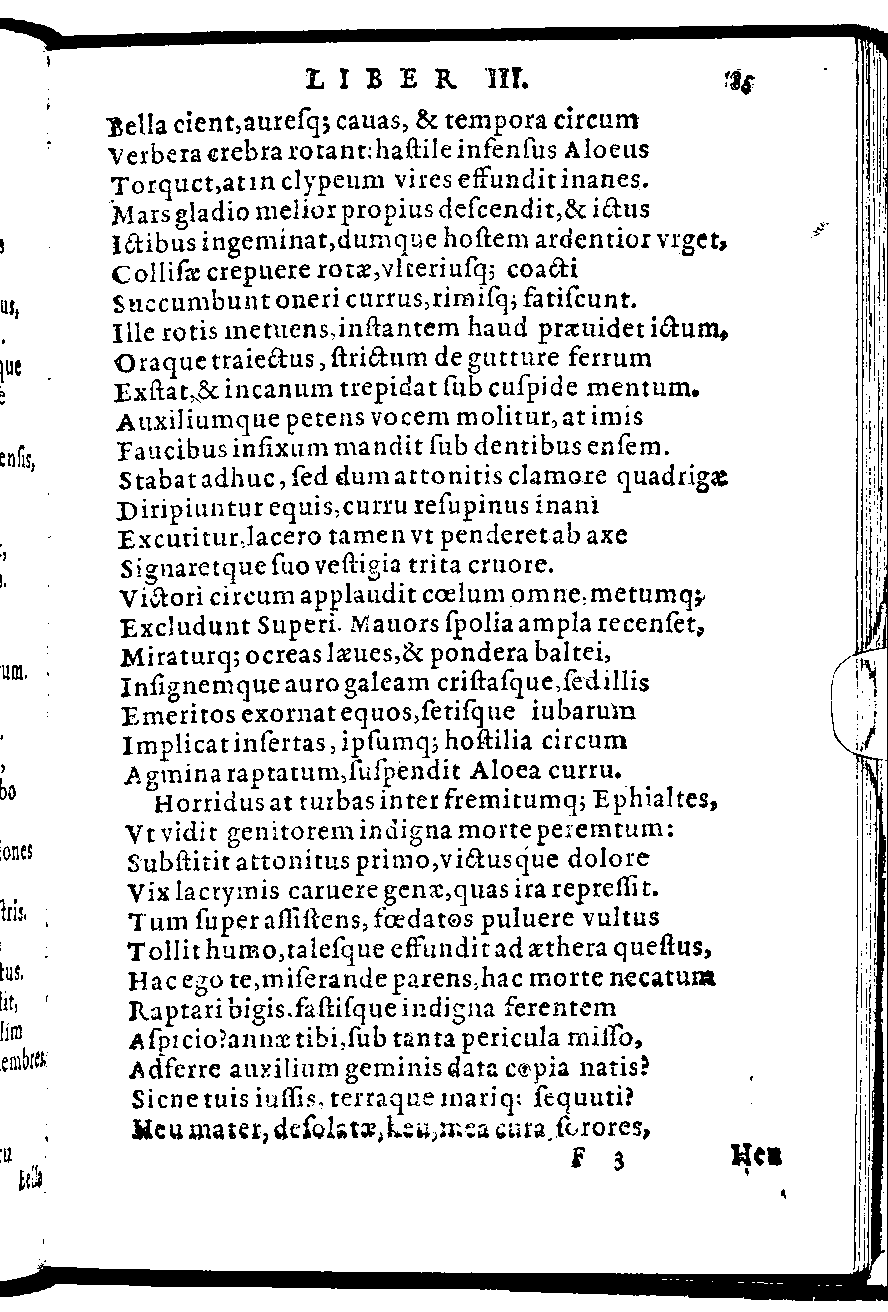 LIBER III. 85
Bella cient, aureſq; cauas, & tempora circum
Verbera crebra rotant: haſtile infenſus Aloeus
Torquet, at in clypeum vires effundit inanes.
Mars gladio melior propius deſcendit, & ictus
Ictibus ingeminat, dumque hoſtem ardentior vrget,
Colliſæ crepuere rotæ, vlteriuſq; coacti
Succumbunt oneri currus, rimiſq; fatiſcunt.
Ille rotis metuens, inſtantem haud præuidet ictum,
Oraque traiectus, ſtrictum de gutture ferrum
Exſtat, & incanum trepidat ſub cuſpide mentum.
Auxiliumque petens vocem molitur, at imis
Faucibus infixum mandit ſub dentibus enſem.
Stabat adhuc, ſed dum attonitis clamore quadrigæ
Diripiuntur equis, curru reſupinus inani
Excutitur, lacero tamen vt penderet ab axe
Signaretque ſuo veſtigia trita cruore.
Victori circum applaudit cœlum omne, metumq;
Excludunt Superi. Mauors ſpolia ampla recenſet,
Miraturq; ocreas læues, & pondera baltei,
Inſignemque auro galeam criſtaſque, ſed illis
Emeritos exornat equos, ſetiſque iubarum
Implicat inſertas, ipſumq; hoſtilia circum
Agmina raptatum, ſuſpendit Aloea curru.
Horridus at turbas inter fremitumq; Ephialtes,
Vt vidit genitorem indigna morte peremtum:
Subſtitit attonitus primo, victusque dolore
Vix lacrymis caruere genæ, quas ira repreſſit.
Tum ſuper aſſiſtens, fœdatos puluere vultus
Tollit humo, taleſque effundit ad æthera queſtus,
Hac ego te, miſerande parens, hac morte necatum
Raptari bigis. faſtiſque indigna ferentem
Aſpicio? annæ tibi, ſub tanta pericula miſſo,
Adferre auxilium geminis data copia natis?
Sicne tuis iuſſis, terraque mariq; ſequuti?
Heu mater, deſolatæ, heu, mea cura ſorores,
F 3 Heu